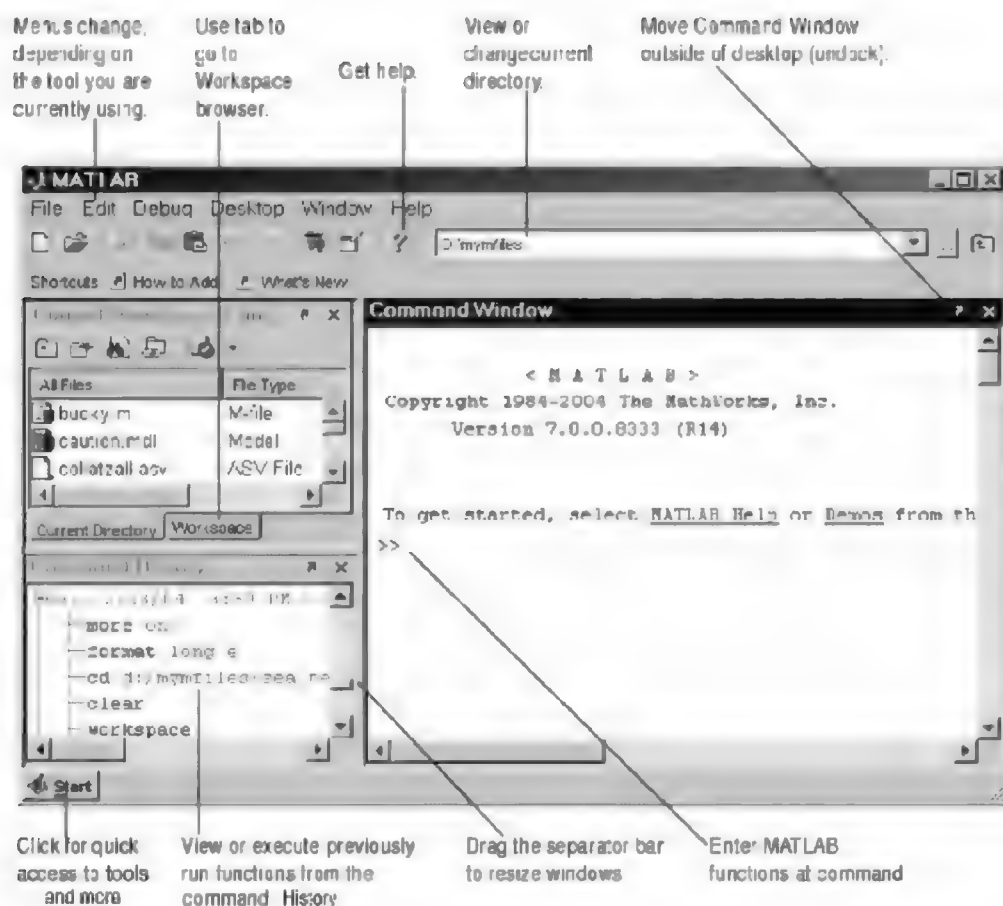 Menus change,
depending on
the tool you are
currently using.
Use tab to
go to
Workspace
browser.
Get help.
View or
changecurrent
directory.
Move Command Window
outside of desktop (undock).
MATLAB
File Edit Debug Desktop Window Help
D:\mymfiles
Shortcuts How to Add What's New
Command Window
All Files File Type
bucky.m M-file
caution.mdl Model
collatzall.asv ASV File
Current Directory Workspace
< M A T L A B >
Copyright 1984-2004 The MathWorks, Inc.
Version 7.0.0.8333 (R14)
To get started, select MATLAB Help or Demos from th
>>
more on
format long e
cd d:/mymfiles
clear
workspace
Start
Click for quick
access to tools
and more
View or execute previously
run functions from the
command History
Drag the separator bar
to resize windows
Enter MATLAB
functions at command